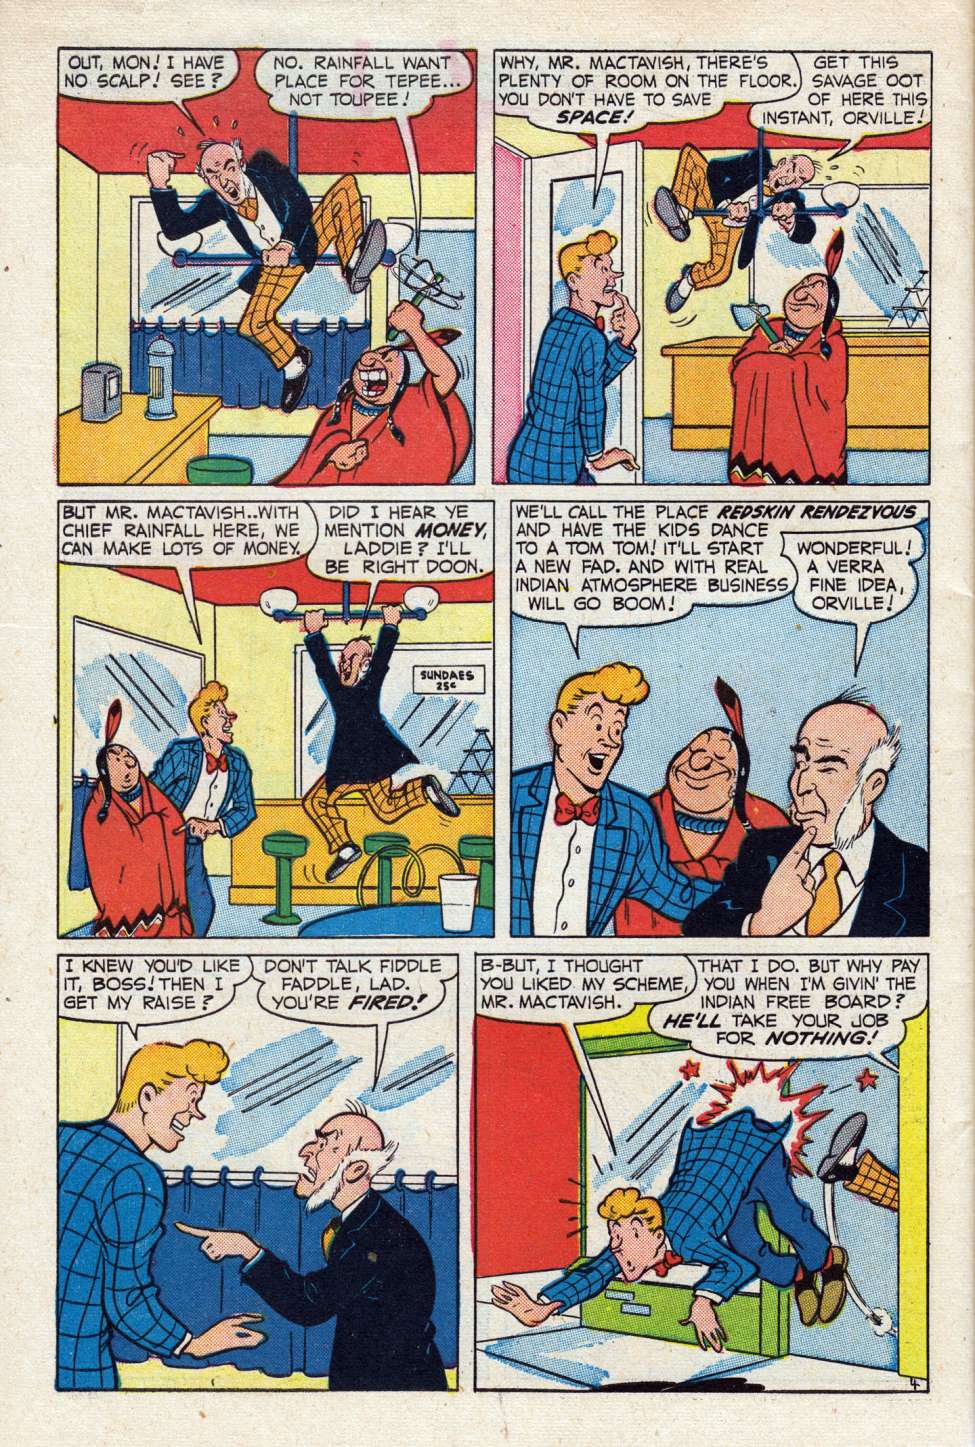 OUT, MON! I HAVE
NO SCALP! SEE?
NO. RAINFALL WANT
PLACE FOR TEPEE...
NOT TOUPEE!
WHY, MR. MACTAVISH, THERE'S
PLENTY OF ROOM ON THE FLOOR.
YOU DON'T HAVE TO SAVE
SPACE!
GET THIS
SAVAGE OOT
OF HERE THIS
INSTANT, ORVILLE!
BUT MR. MACTAVISH..WITH
CHIEF RAINFALL HERE, WE
CAN MAKE LOTS OF MONEY.
DID I HEAR YE
MENTION MONEY,
LADDIE? I'LL
BE RIGHT DOON.
SUNDAES
25¢
WE'LL CALL THE PLACE REDSKIN RENDEZVOUS
AND HAVE THE KIDS DANCE
TO A TOM TOM! IT'LL START
A NEW FAD. AND WITH REAL
INDIAN ATMOSPHERE BUSINESS
WILL GO BOOM!
WONDERFUL!
A VERRA
FINE IDEA,
ORVILLE!
I KNEW YOU'D LIKE
IT, BOSS! THEN I
GET MY RAISE?
DON'T TALK FIDDLE
FADDLE, LAD.
YOU'RE FIRED!
B-BUT, I THOUGHT
YOU LIKED MY SCHEME,
MR. MACTAVISH.
THAT I DO. BUT WHY PAY
YOU WHEN I'M GIVIN' THE
INDIAN FREE BOARD?
HE'LL TAKE YOUR JOB
FOR NOTHING!
4